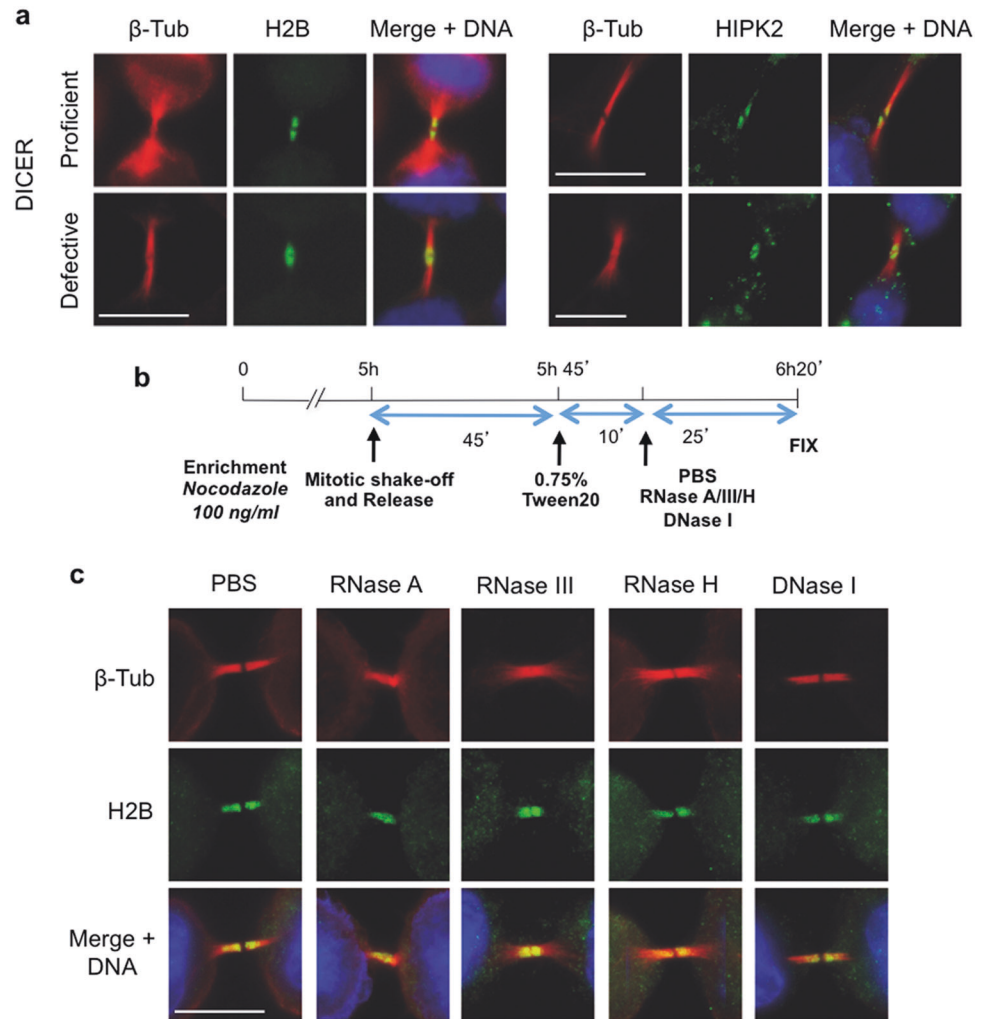 a
β-Tub H2B Merge + DNA β-Tub HIPK2 Merge + DNA
DICER
Proficient
Defective
b
0 5h 5h 45’ 6h20’
45’ 10’ 25’
FIX
Enrichment
Nocodazole
100 ng/ml
Mitotic shake-off
and Release
0.75%
Tween20
PBS
RNase A/III/H
DNase I
c
PBS RNase A RNase III RNase H DNase I
β-Tub
H2B
Merge +
DNA